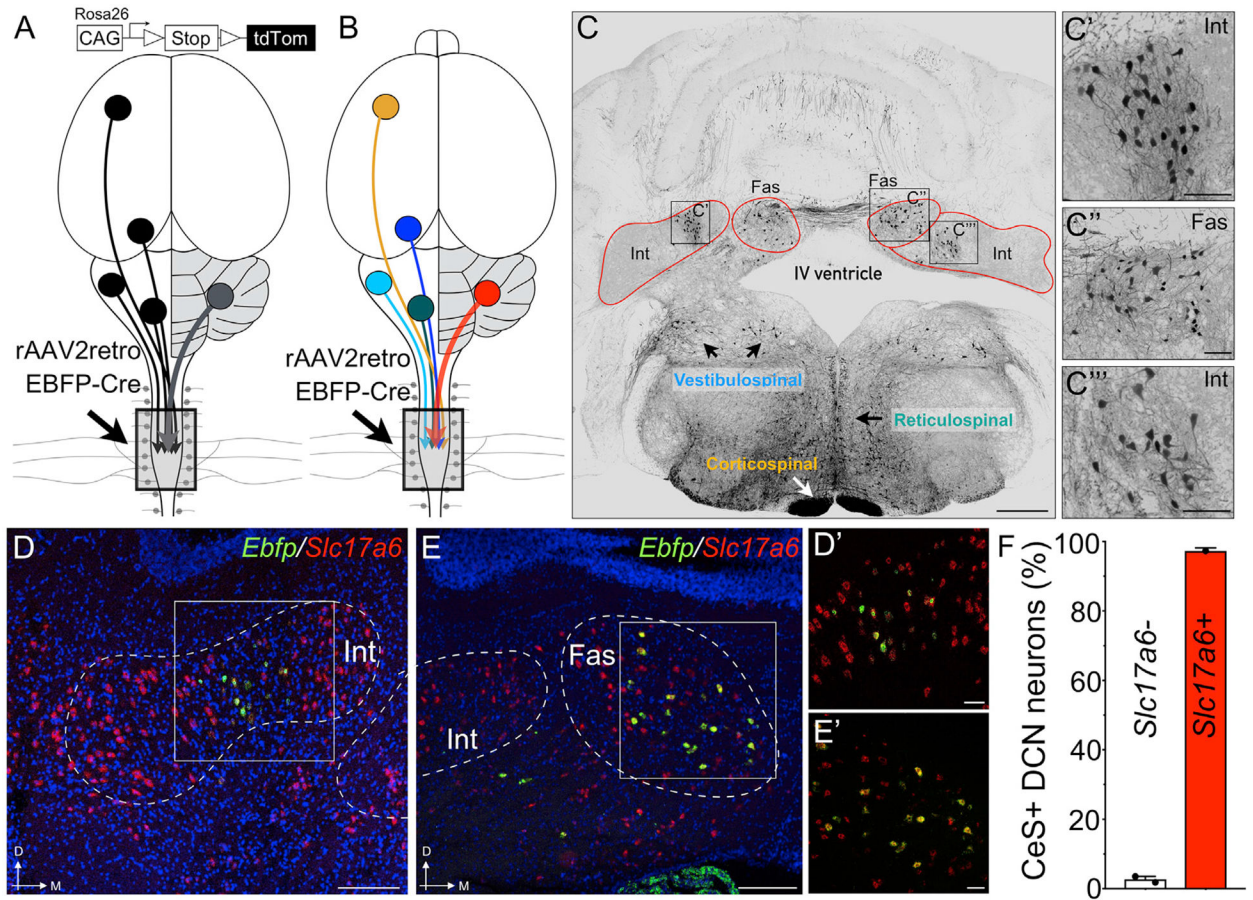 A
Rosa26
CAG
Stop
tdTom
rAAV2retro
EBFP-Cre
B
rAAV2retro
EBFP-Cre
C
Fas
Fas
C'
C''
C'''
Int
Int
IV ventricle
Vestibulospinal
Reticulospinal
Corticospinal
C'
Int
C''
Fas
C'''
Int
D
Ebfp/Slc17a6
Int
D
M
E
Ebfp/Slc17a6
Fas
Int
D
M
D'
E'
F
CeS+ DCN neurons (%)
100
80
60
40
20
0
Slc17a6-
Slc17a6+